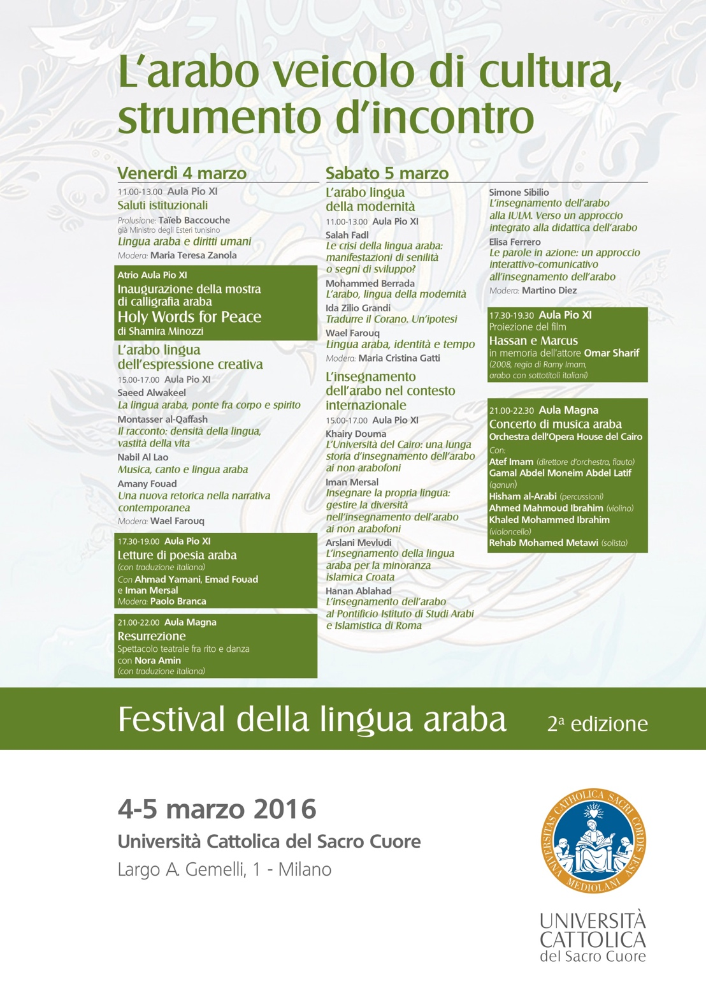 L'arabo veicolo di cultura,
strumento d'incontro
Venerdì 4 marzo
11.00-13.00 Aula Pio XI
Saluti istituzionali
Prolusione: Taïeb Baccouche
già Ministro degli Esteri tunisino
Lingua araba e diritti umani
Modera: Maria Teresa Zanola
Atrio Aula Pio XI
Inaugurazione della mostra
di calligrafia araba
Holy Words for Peace
di Shamira Minozzi
L'arabo lingua
dell'espressione creativa
15.00-17.00 Aula Pio XI
Saeed Alwakeel
La lingua araba, ponte fra corpo e spirito
Montasser al-Qaffash
Il racconto: densità della lingua,
vastità della vita
Nabil Al Lao
Musica, canto e lingua araba
Amany Fouad
Una nuova retorica nella narrativa
contemporanea
Modera: Wael Farouq
17.30-19.00 Aula Pio XI
Letture di poesia araba
(con traduzione italiana)
Con Ahmad Yamani, Emad Fouad
e Iman Mersal
Modera: Paolo Branca
21.00-22.00 Aula Magna
Resurrezione
Spettacolo teatrale fra rito e danza
con Nora Amin
(con traduzione italiana)
Sabato 5 marzo
L'arabo lingua
della modernità
11.00-13.00 Aula Pio XI
Salah Fadl
Le crisi della lingua araba:
manifestazioni di senilità
o segni di sviluppo?
Mohammed Berrada
L'arabo, lingua della modernità
Ida Zilio Grandi
Tradurre il Corano. Un'ipotesi
Wael Farouq
Lingua araba, identità e tempo
Modera: Maria Cristina Gatti
L'insegnamento
dell'arabo nel contesto
internazionale
15.00-17.00 Aula Pio XI
Khairy Douma
L'Università del Cairo: una lunga
storia d'insegnamento dell'arabo
ai non arabofoni
Iman Mersal
Insegnare la propria lingua:
gestire la diversità
nell'insegnamento dell'arabo
ai non arabofoni
Arslani Mevludi
L'insegnamento della lingua
araba per la minoranza
islamica Croata
Hanan Ablahad
L'insegnamento dell'arabo
al Pontificio Istituto di Studi Arabi
e Islamistica di Roma
Simone Sibilio
L'insegnamento dell'arabo
alla IULM. Verso un approccio
integrato alla didattica dell'arabo
Elisa Ferrero
Le parole in azione: un approccio
interattivo-comunicativo
all'insegnamento dell'arabo
Modera: Martino Diez
17.30-19.30 Aula Pio XI
Proiezione del film
Hassan e Marcus
in memoria dell'attore Omar Sharif
(2008, regia di Ramy Imam,
arabo con sottotitoli italiani)
21.00-22.30 Aula Magna
Concerto di musica araba
Orchestra dell'Opera House del Cairo
Con:
Atef Imam (direttore d'orchestra, flauto)
Gamal Abdel Moneim Abdel Latif
(qanun)
Hisham al-Arabi (percussioni)
Ahmed Mahmoud Ibrahim (violino)
Khaled Mohammed Ibrahim
(violoncello)
Rehab Mohamed Metawi (solista)
Festival della lingua araba 2ª edizione
4-5 marzo 2016
Università Cattolica del Sacro Cuore
Largo A. Gemelli, 1 - Milano
UNIVERSITAS CATHOLICA SACRI CORDIS JESU
MEDIOLANI
UNIVERSITÀ
CATTOLICA
del Sacro Cuore